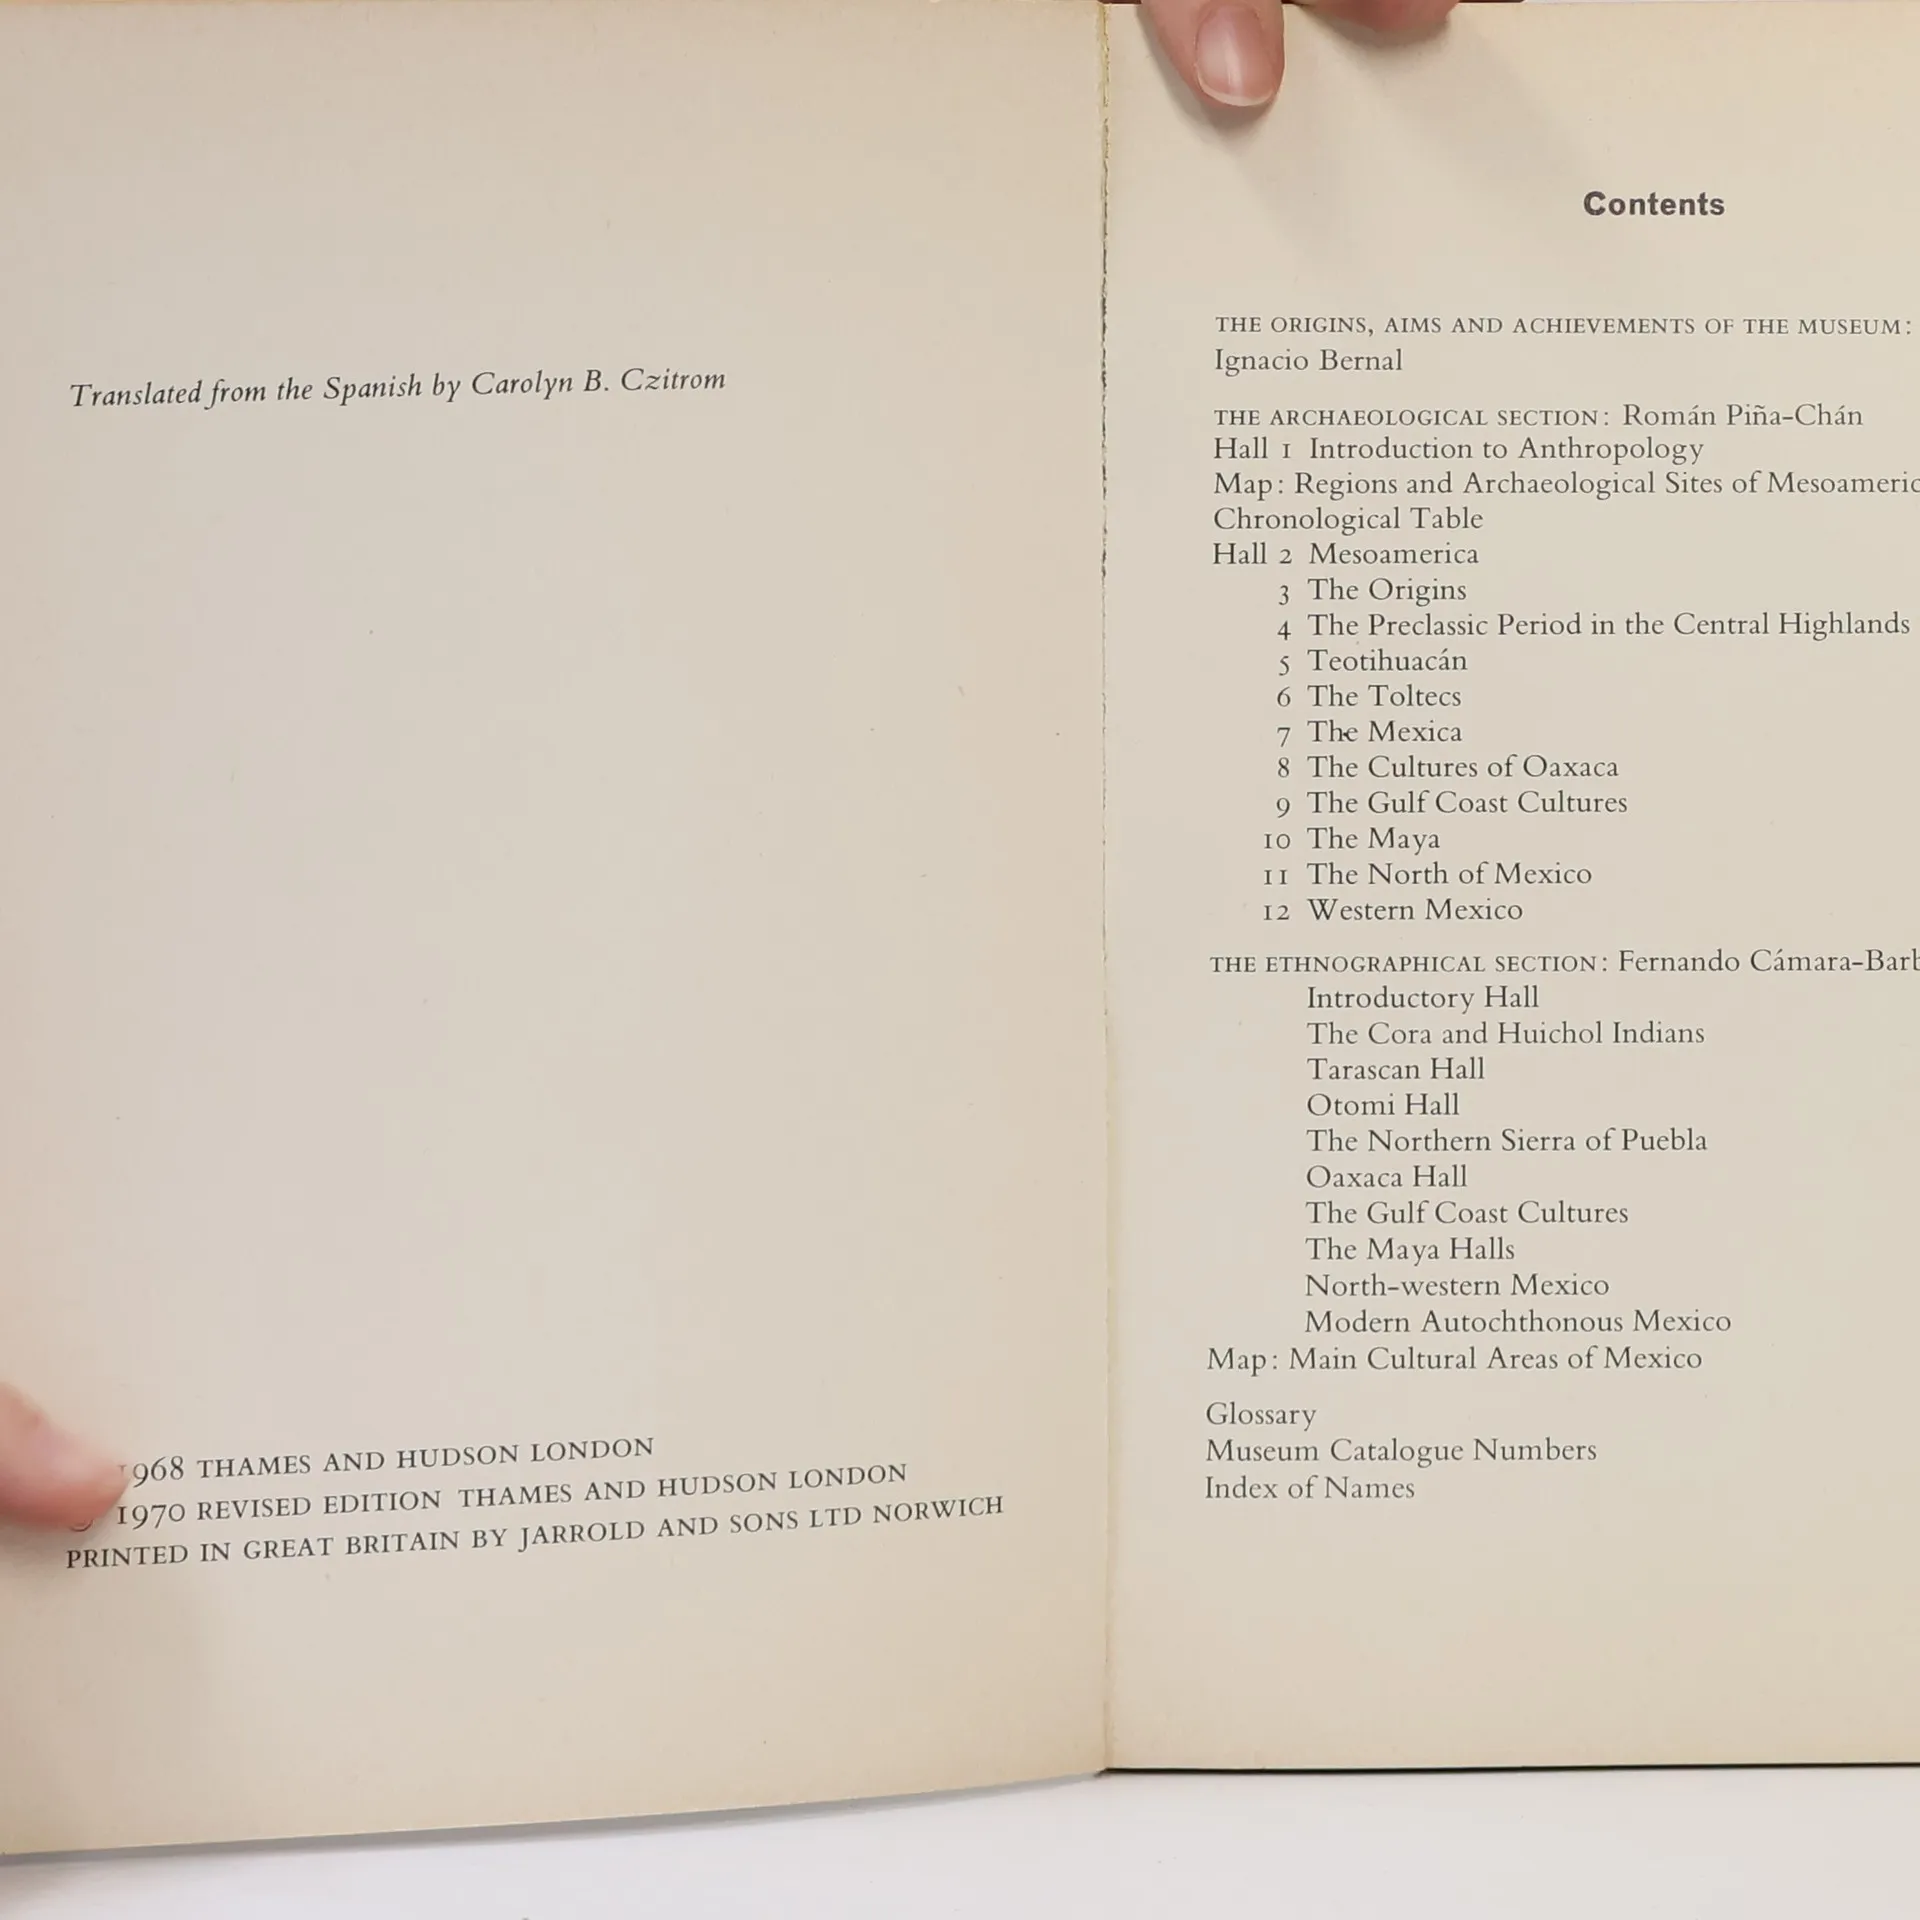 Translated from the Spanish by Carolyn B. Czitrom
1968 THAMES AND HUDSON LONDON
1970 REVISED EDITION THAMES AND HUDSON LONDON
PRINTED IN GREAT BRITAIN BY JARROLD AND SONS LTD NORWICH
Contents
THE ORIGINS, AIMS AND ACHIEVEMENTS OF THE MUSEUM:
Ignacio Bernal
THE ARCHAEOLOGICAL SECTION: Román Piña-Chán
Hall 1 Introduction to Anthropology
Map: Regions and Archaeological Sites of
Chronological Table
Hall 2 Mesoamerica
3 The Origins
4 The Preclassic Period in the Central Highlands
5 Teotihuacán
6 The Toltecs
7 The Mexica
8 The Cultures of Oaxaca
9 The Gulf Coast Cultures
10 The Maya
11 The North of Mexico
12 Western Mexico
THE ETHNOGRAPHICAL SECTION: Fernando
Introductory Hall
The Cora and Huichol Indians
Tarascan Hall
Otomi Hall
The Northern Sierra of Puebla
Oaxaca Hall
The Gulf Coast Cultures
The Maya Halls
North-western Mexico
Modern Autochthonous Mexico
Map: Main Cultural Areas of Mexico
Glossary
Museum Catalogue Numbers
Index of Names